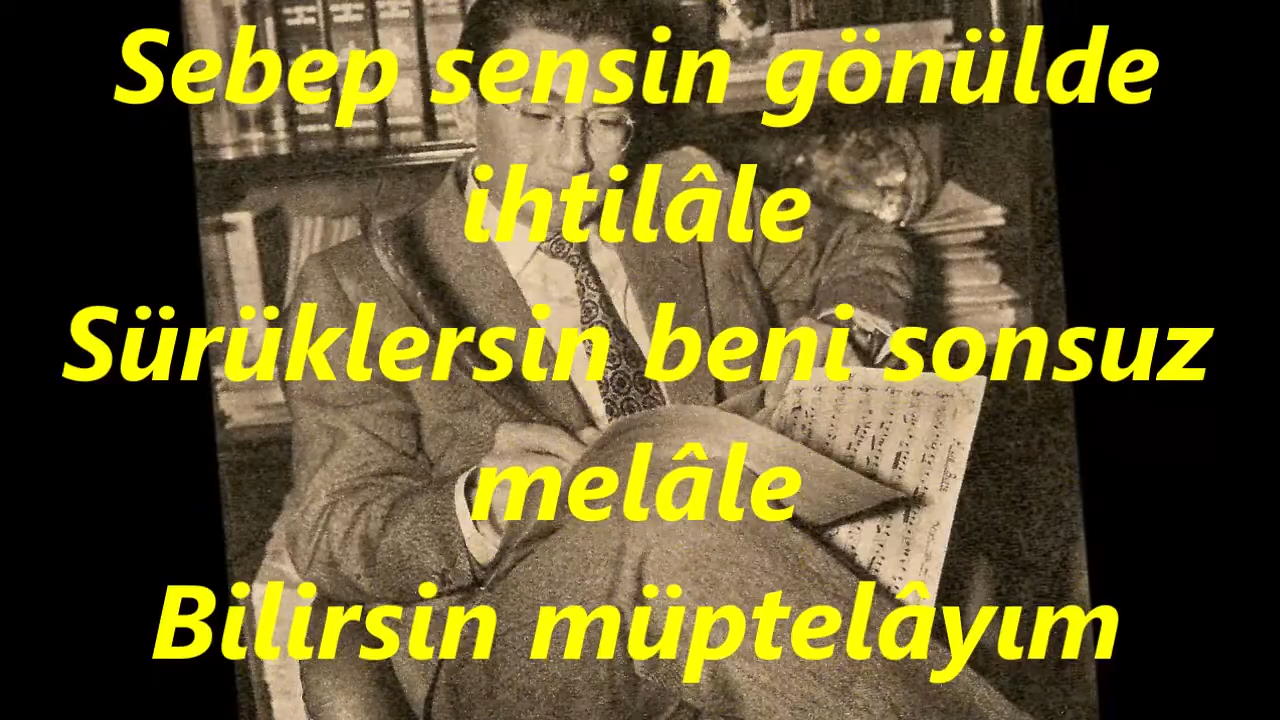 Sebep sensin gönülde
ihtilâle
Sürüklersin beni sonsuz
melâle
Bilirsin müptelâyım